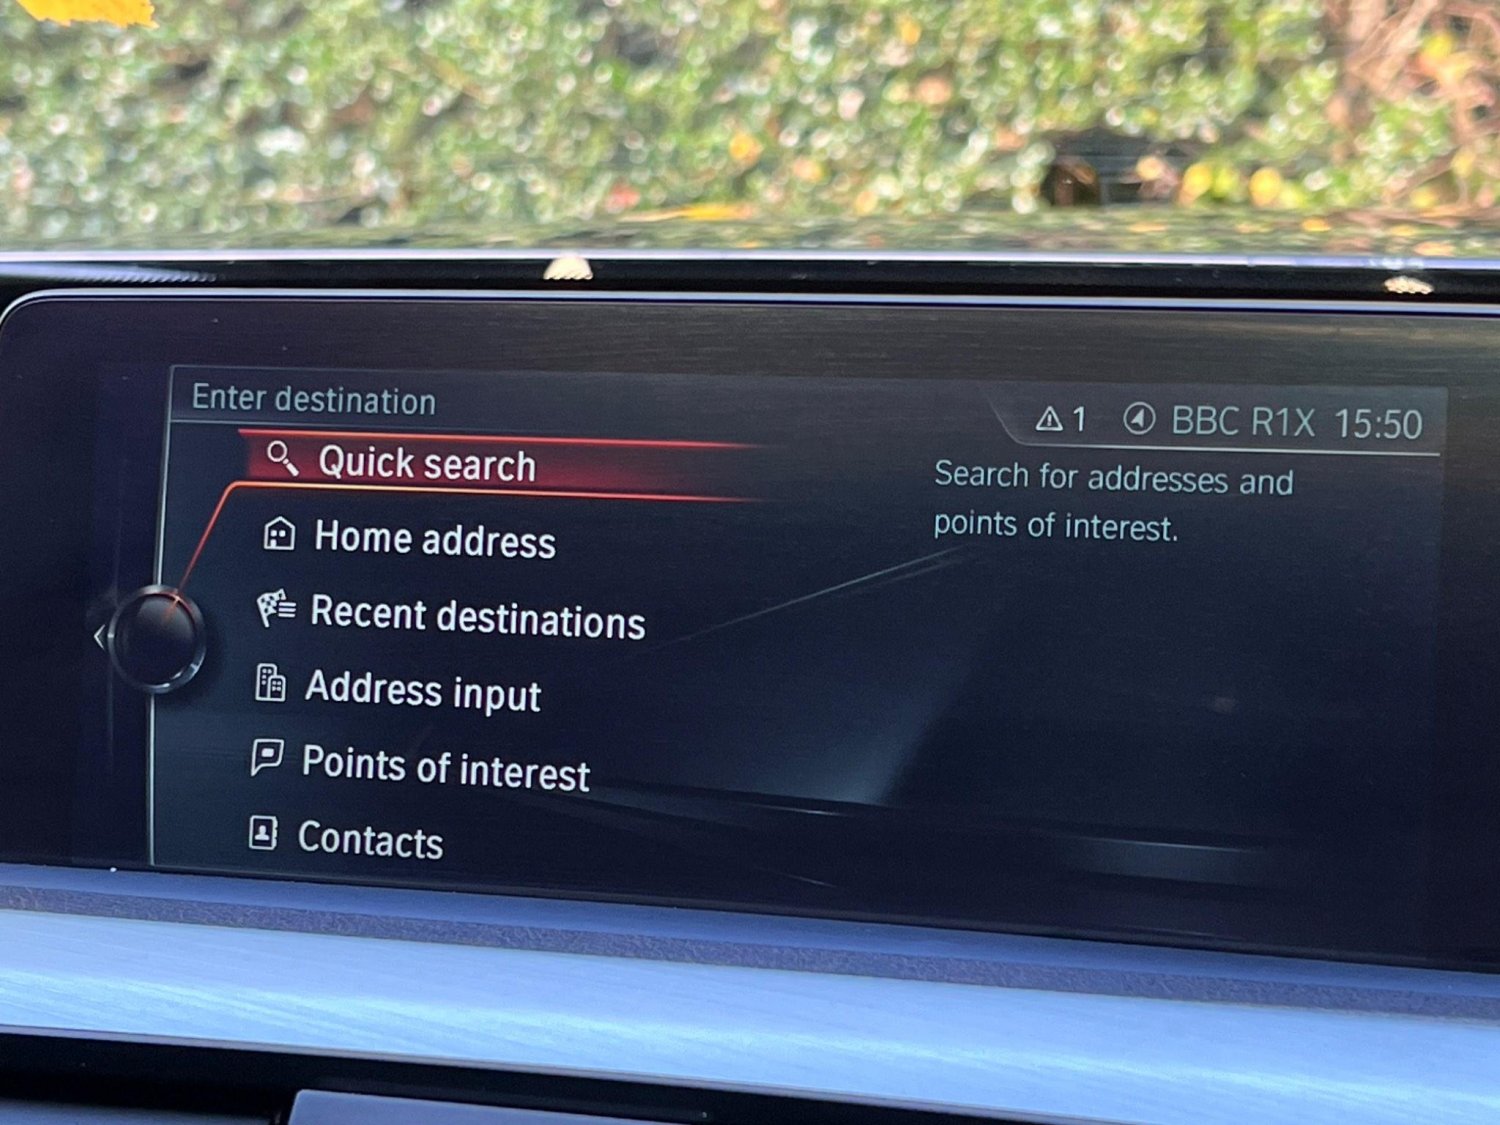 Enter destination
1 BBC R1X 15:50
Quick search
Search for addresses and
points of interest.
Home address
Recent destinations
Address input
Points of interest
Contacts